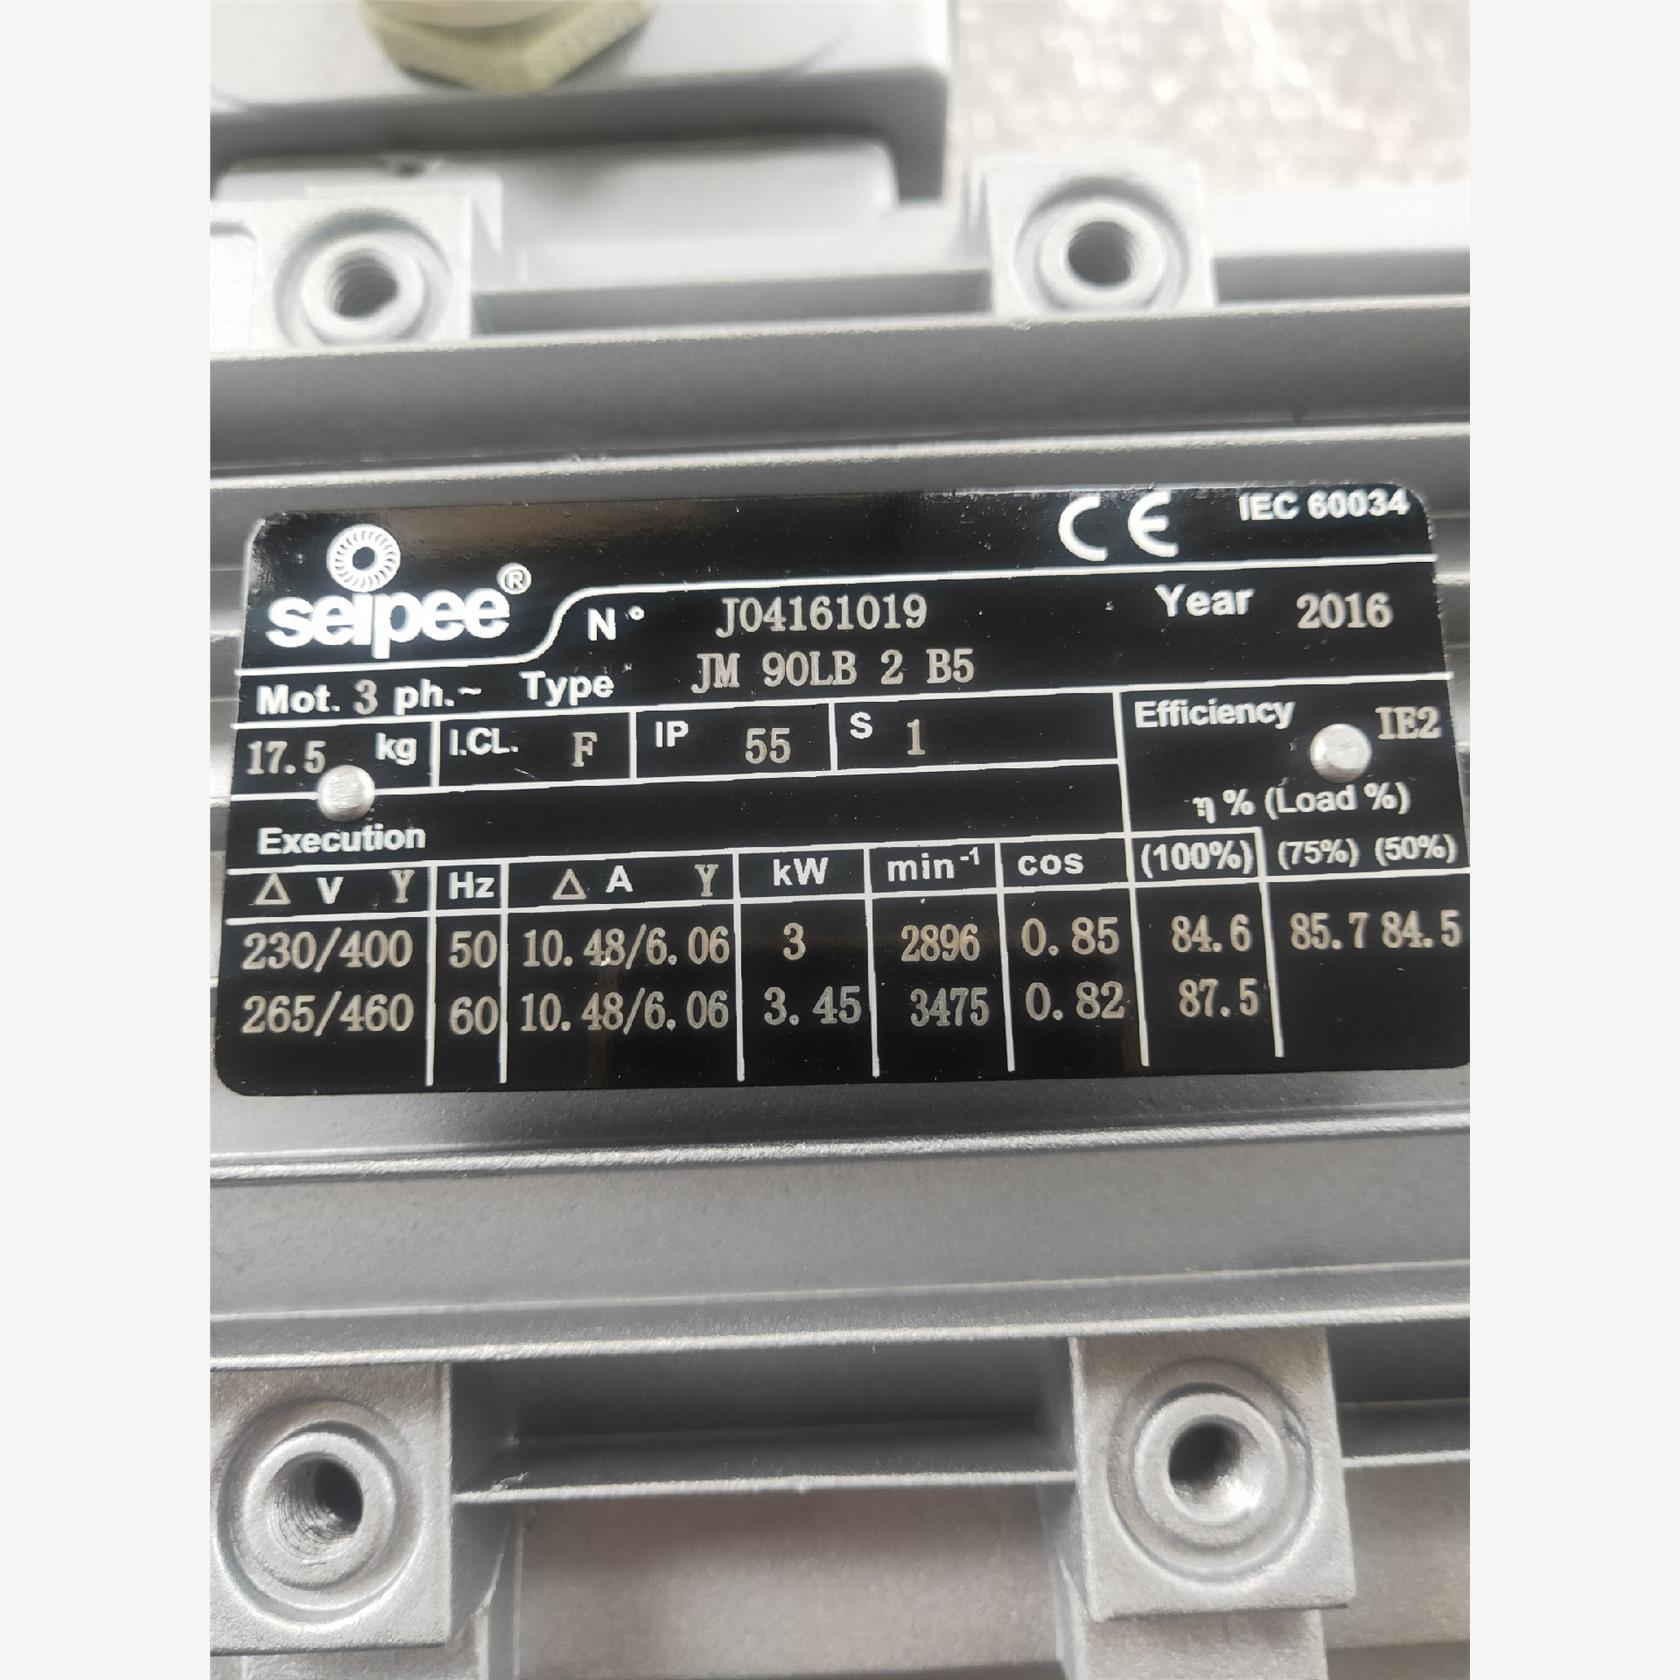 CE IEC 60034
seipee®
N° J04161019 Year 2016
Mot. 3 ph.~ Type JM 90LB 2 B5
17.5 kg I.CL. F IP 55 S 1 Efficiency IE2
η % (Load %)
Execution
△ V Y Hz △ A Y kW min-1 cos (100%) (75%) (50%)
230/400 50 10.48/6.06 3 2896 0.85 84.6 85.7 84.5
265/460 60 10.48/6.06 3.45 3475 0.82 87.5